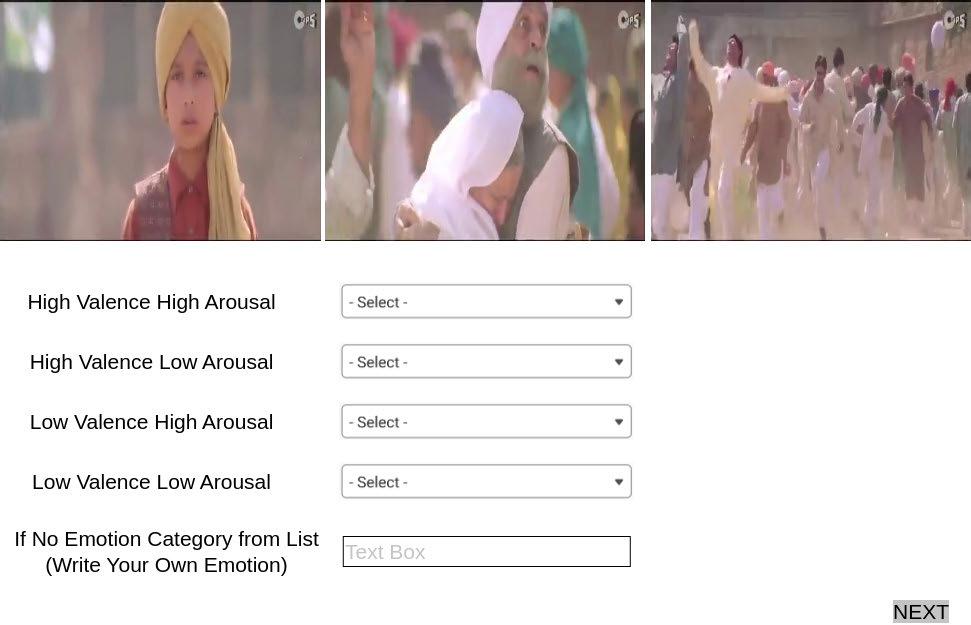 TIPS
TIPS
TIPS
High Valence High Arousal
- Select -
High Valence Low Arousal
- Select -
Low Valence High Arousal
- Select -
Low Valence Low Arousal
- Select -
If No Emotion Category from List
(Write Your Own Emotion)
Text Box
NEXT